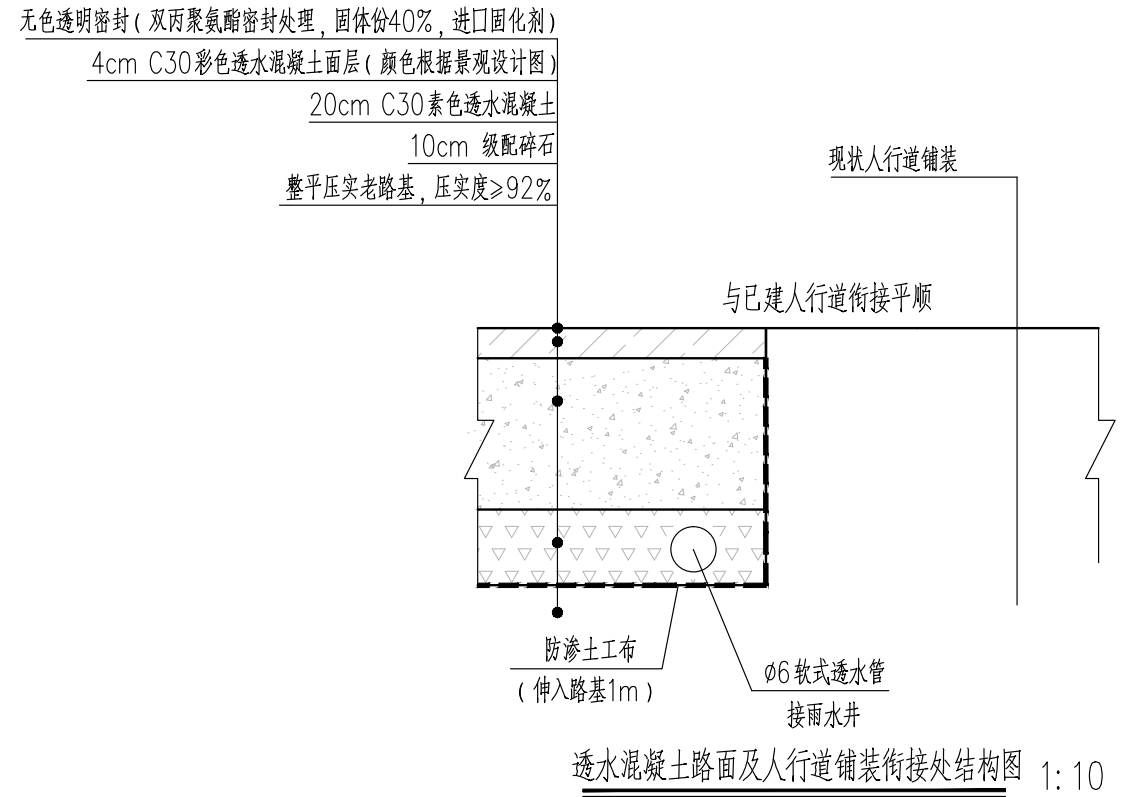 无色透明密封(双丙聚氨酯密封处理,固体份40%,进口固化剂)
4cm C30彩色透水混凝土面层(颜色根据景观设计图)
20cm C30素色透水混凝土
10cm 级配碎石
整平压实老路基,压实度≥92%
现状人行道铺装
与已建人行道衔接平顺
防渗土工布
(伸入路基1m)
Ø6软式透水管
接雨水井
透水混凝土路面及人行道铺装衔接处结构图 1:10